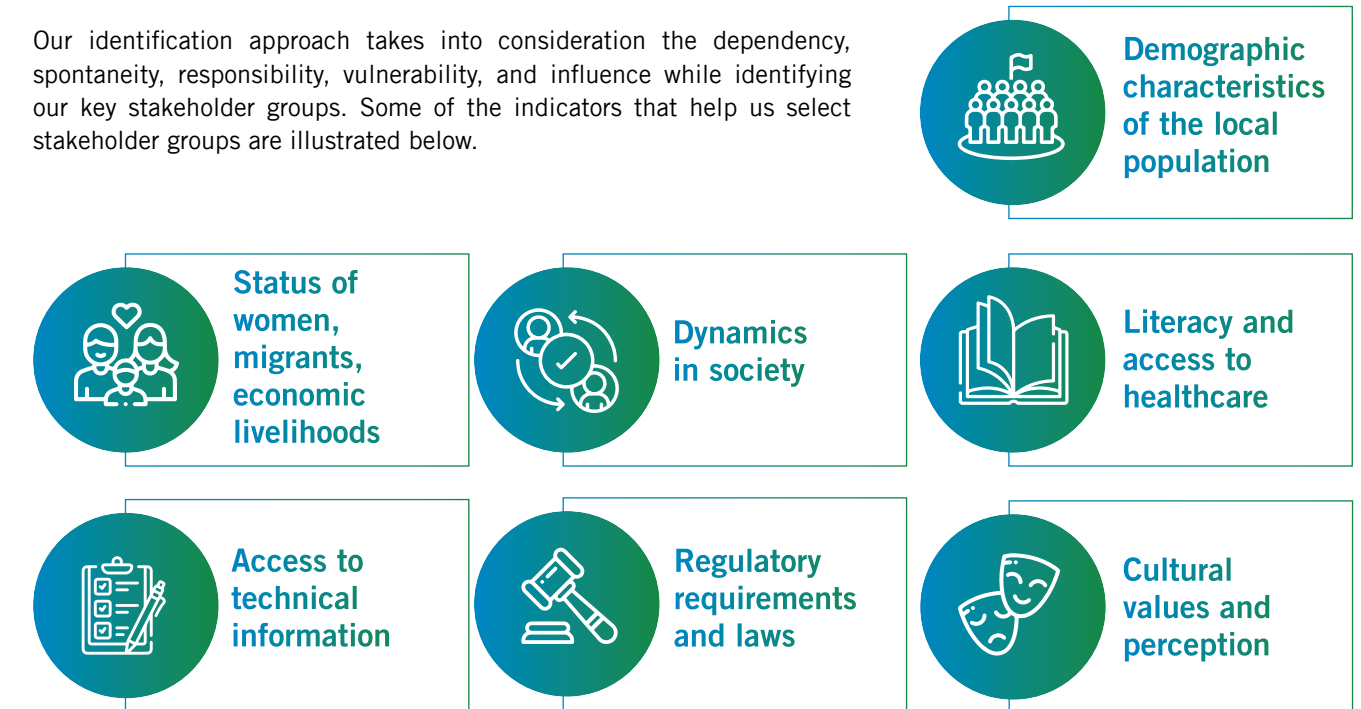 Our identification approach takes into consideration the dependency,
spontaneity, responsibility, vulnerability, and influence while identifying
our key stakeholder groups. Some of the indicators that help us select
stakeholder groups are illustrated below.
Demographic
characteristics
of the local
population
Status of
women,
migrants,
economic
livelihoods
Dynamics
in society
Literacy and
access to
healthcare
Access to
technical
information
Regulatory
requirements
and laws
Cultural
values and
perception